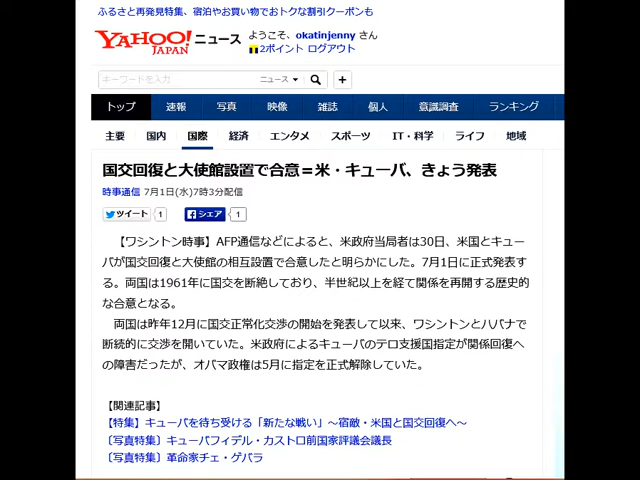 ふるさと再発見特集、宿泊やお買い物でおトクな割引クーポンも
YAHOO! JAPAN ニュース
ようこそ、okatinjennyさん
2ポイント ログアウト
キーワードを入力 ニュース
トップ 速報 写真 映像 雑誌 個人 意識調査 ランキング
主要 国内 国際 経済 エンタメ スポーツ IT・科学 ライフ 地域
国交回復と大使館設置で合意＝米・キューバ、きょう発表
時事通信 7月1日(水)7時3分配信
ツイート 1 シェア 1
【ワシントン時事】AFP通信などによると、米政府当局者は30日、米国とキュー
バが国交回復と大使館の相互設置で合意したと明らかにした。7月1日に正式発表す
る。両国は1961年に国交を断絶しており、半世紀以上を経て関係を再開する歴史的
な合意となる。
両国は昨年12月に国交正常化交渉の開始を発表して以来、ワシントンとハバナで
断続的に交渉を開いていた。米政府によるキューバのテロ支援国指定が関係回復へ
の障害だったが、オバマ政権は5月に指定を正式解除していた。
【関連記事】
【特集】キューバを待ち受ける「新たな戦い」～宿敵・米国と国交回復へ～
〔写真特集〕キューバフィデル・カストロ前国家評議会議長
〔写真特集〕革命家チェ・ゲバラ